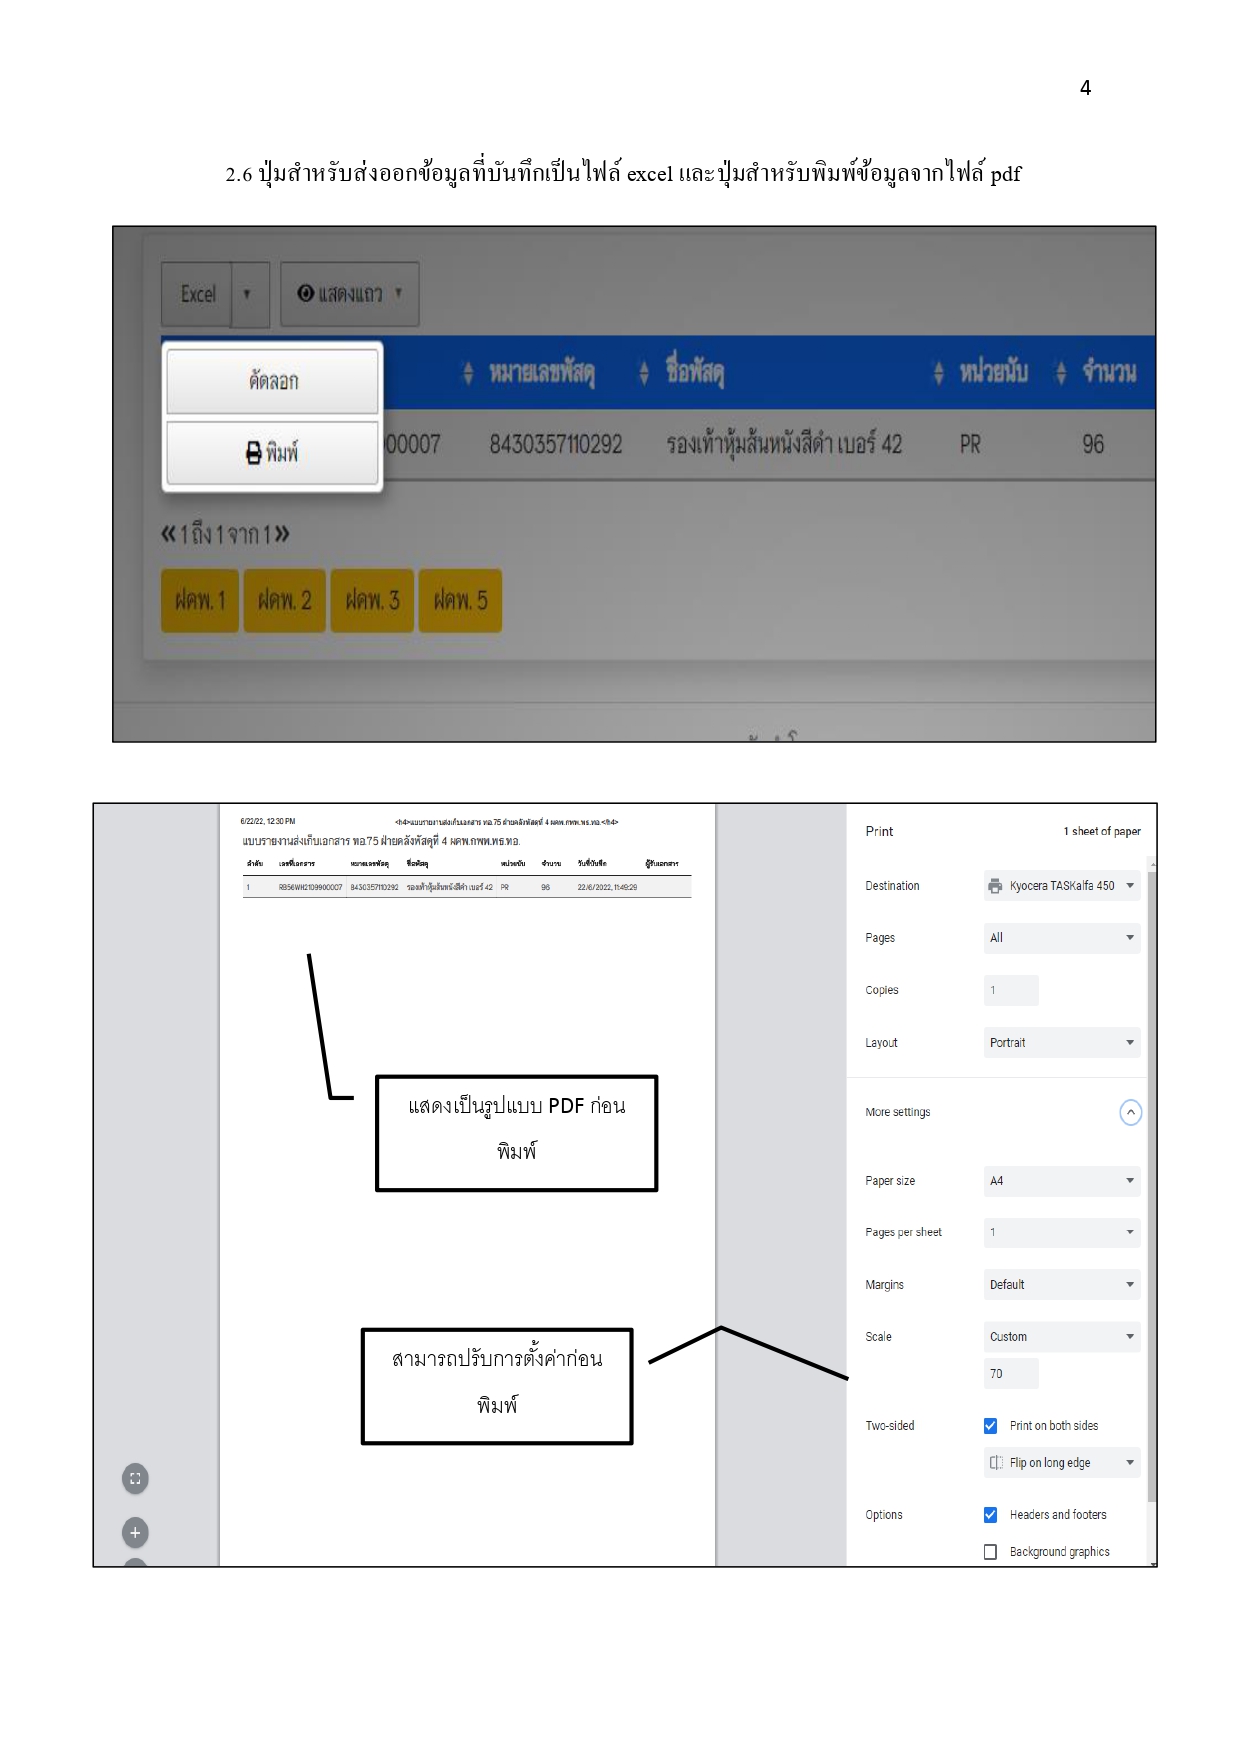 4
2.6 ปุ่มสำหรับส่งออกข้อมูลที่บันทึกเป็นไฟล์ excel และปุ่มสำหรับพิมพ์ข้อมูลจากไฟล์ pdf
Excel แสดงแถว
คัดลอก
หมายเลขพัสดุ ชื่อพัสดุ หน่วยนับ จำนวน
พิมพ์
00007 8430357110292 รองเท้าหุ้มส้นหนังสีดำ เบอร์ 42 PR 96
«1 ถึง 1 จาก 1»
ฝคพ. 1 ฝคพ. 2 ฝคพ. 3 ฝคพ. 5
6/22/22, 12:30 PM <h4>แบบรายงานส่งเก็บเอกสาร ทอ.75 ฝ่ายคลังพัสดุที่ 4 ผคพ.กพพ.พธ.ทอ.</h4>
แบบรายงานส่งเก็บเอกสาร ทอ.75 ฝ่ายคลังพัสดุที่ 4 ผคพ.กพพ.พธ.ทอ.
ลำดับ เลขที่เอกสาร หมายเลขพัสดุ ชื่อพัสดุ หน่วยนับ จำนวน วันที่บันทึก ผู้รับเอกสาร
1 RB56WH2109900007 8430357110292 รองเท้าหุ้มส้นหนังสีดำ เบอร์ 42 PR 96 22/6/2022, 11:49:29
แสดงเป็นรูปแบบ PDF ก่อน
พิมพ์
สามารถปรับการตั้งค่าก่อน
พิมพ์
Print 1 sheet of paper
Destination Kyocera TASKalfa 450
Pages All
Copies 1
Layout Portrait
More settings
Paper size A4
Pages per sheet 1
Margins Default
Scale Custom
70
Two-sided Print on both sides
Flip on long edge
Options Headers and footers
Background graphics